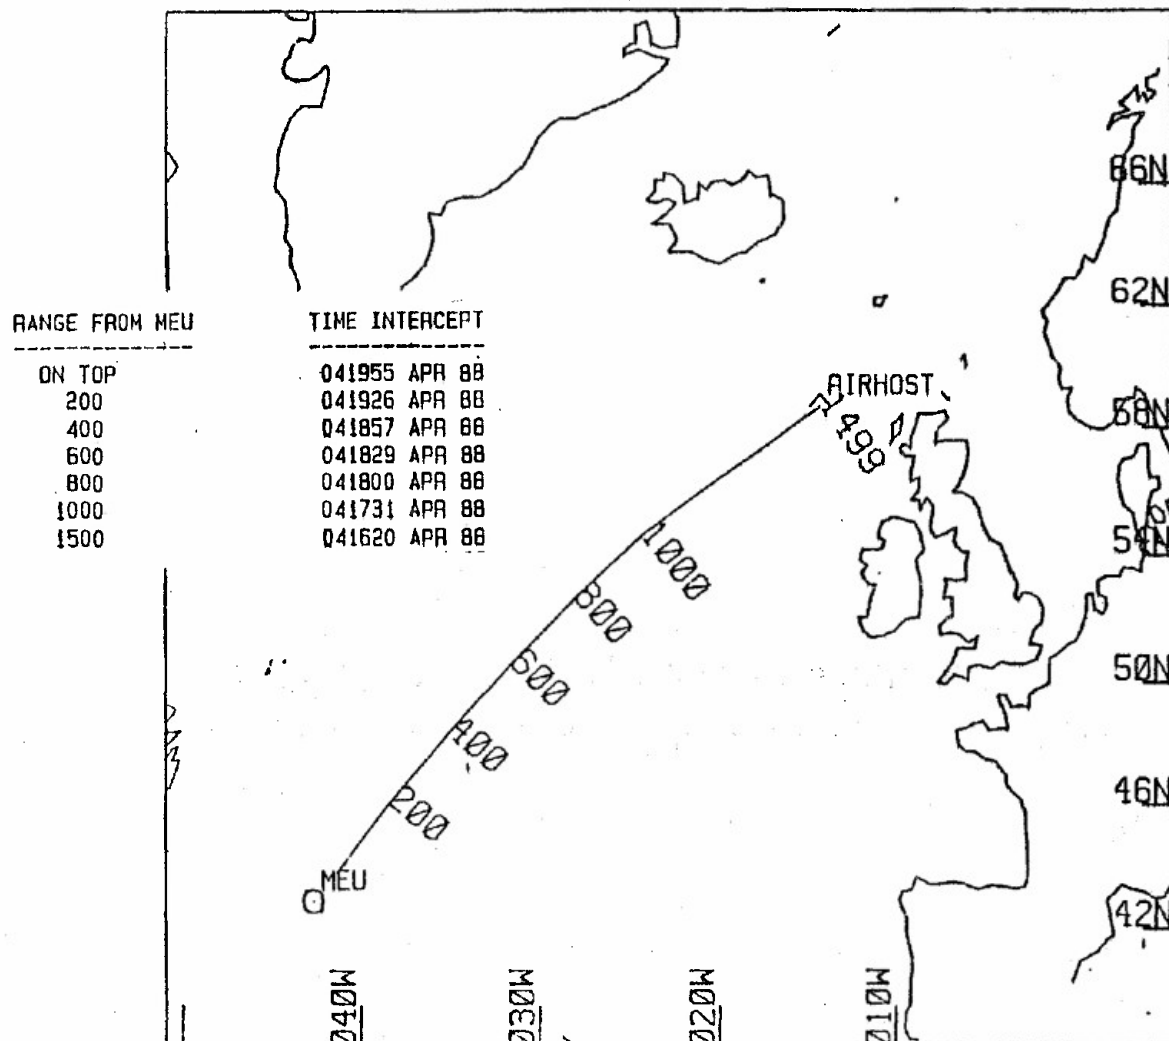 66N
62N
RANGE FROM MEU TIME INTERCEPT
ON TOP 041955 APR 88
200 041926 APR 88
400 041857 APR 88
600 041829 APR 88
800 041800 APR 88
1000 041731 APR 88
1500 041620 APR 88
AIRHOST
499
58N
54N
1000
800
600
50N
400
46N
200
MEU
42N
040W
030W
020W
010W